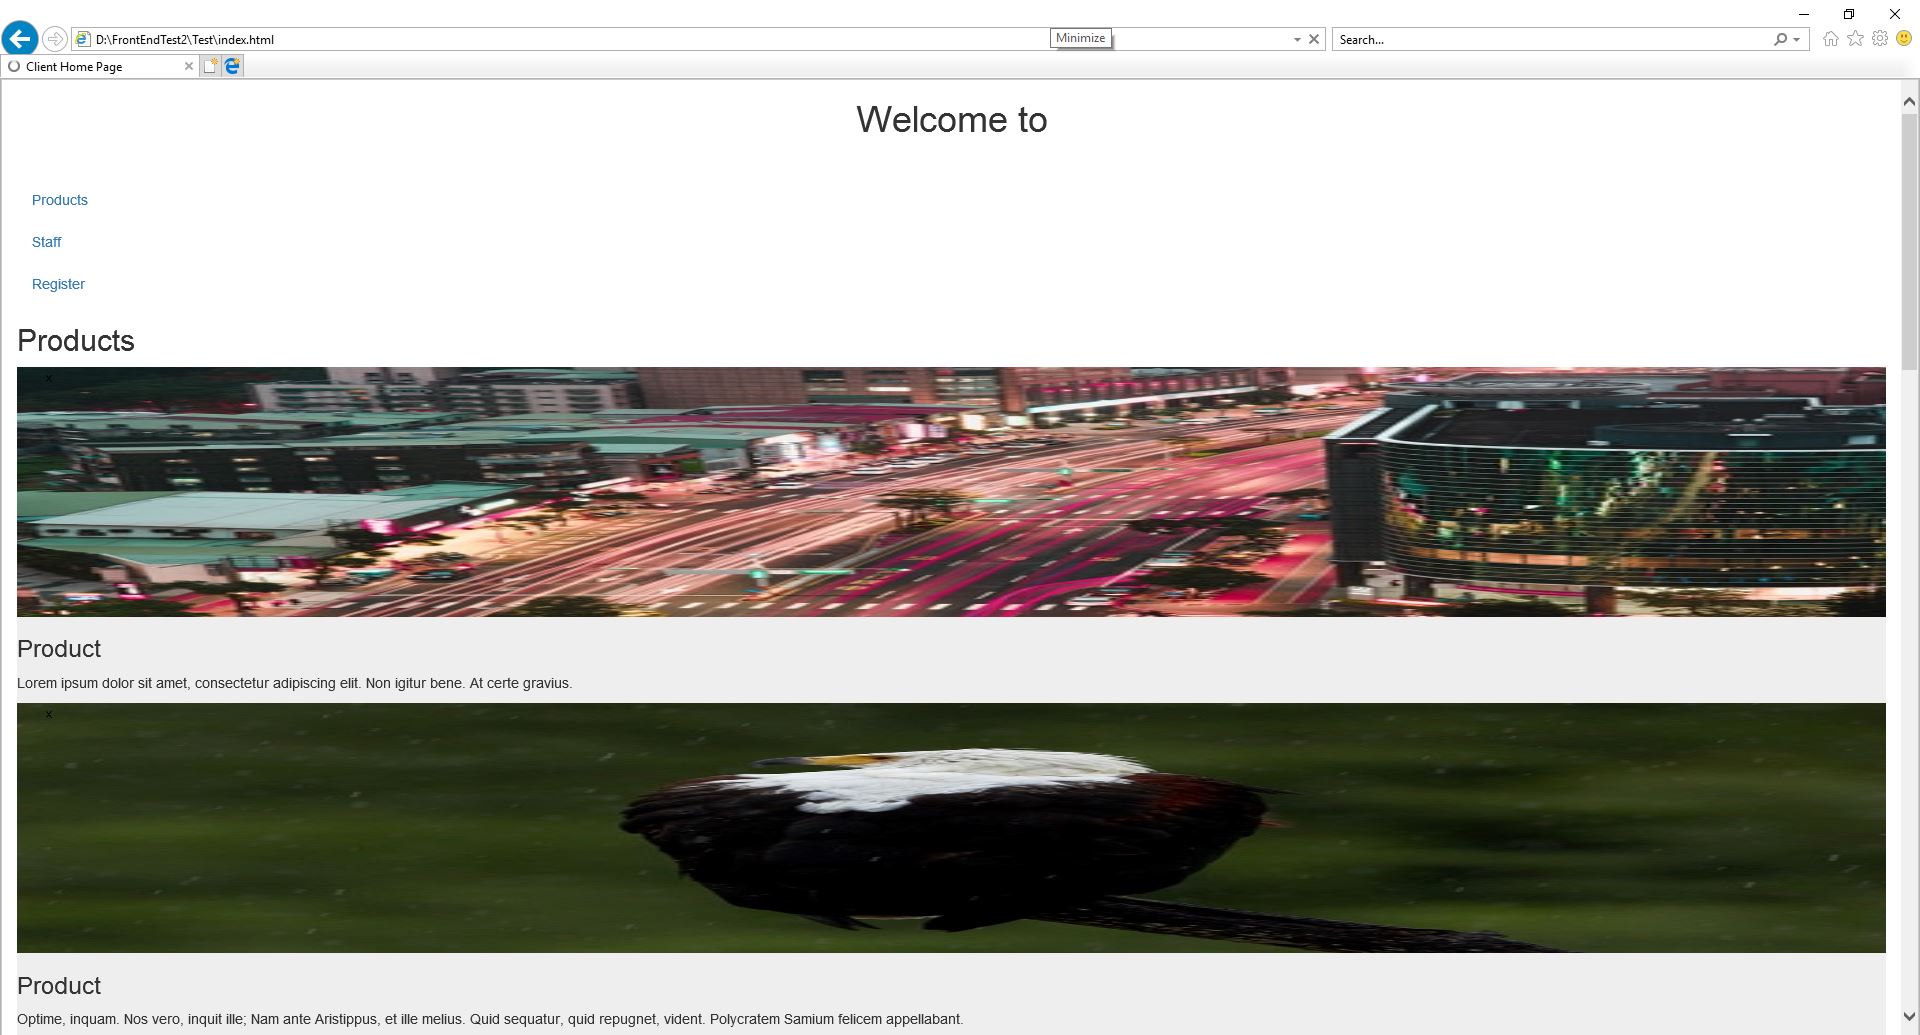 D:\FrontEndTest2\Test\index.html
Minimize
Search...
Client Home Page
Welcome to
Products
Staff
Register
Products
x
Product
Lorem ipsum dolor sit amet, consectetur adipiscing elit. Non igitur bene. At certe gravius.
x
Product
Optime, inquam. Nos vero, inquit ille; Nam ante Aristippus, et ille melius. Quid sequatur, quid repugnet, vident. Polycratem Samium felicem appellabant.